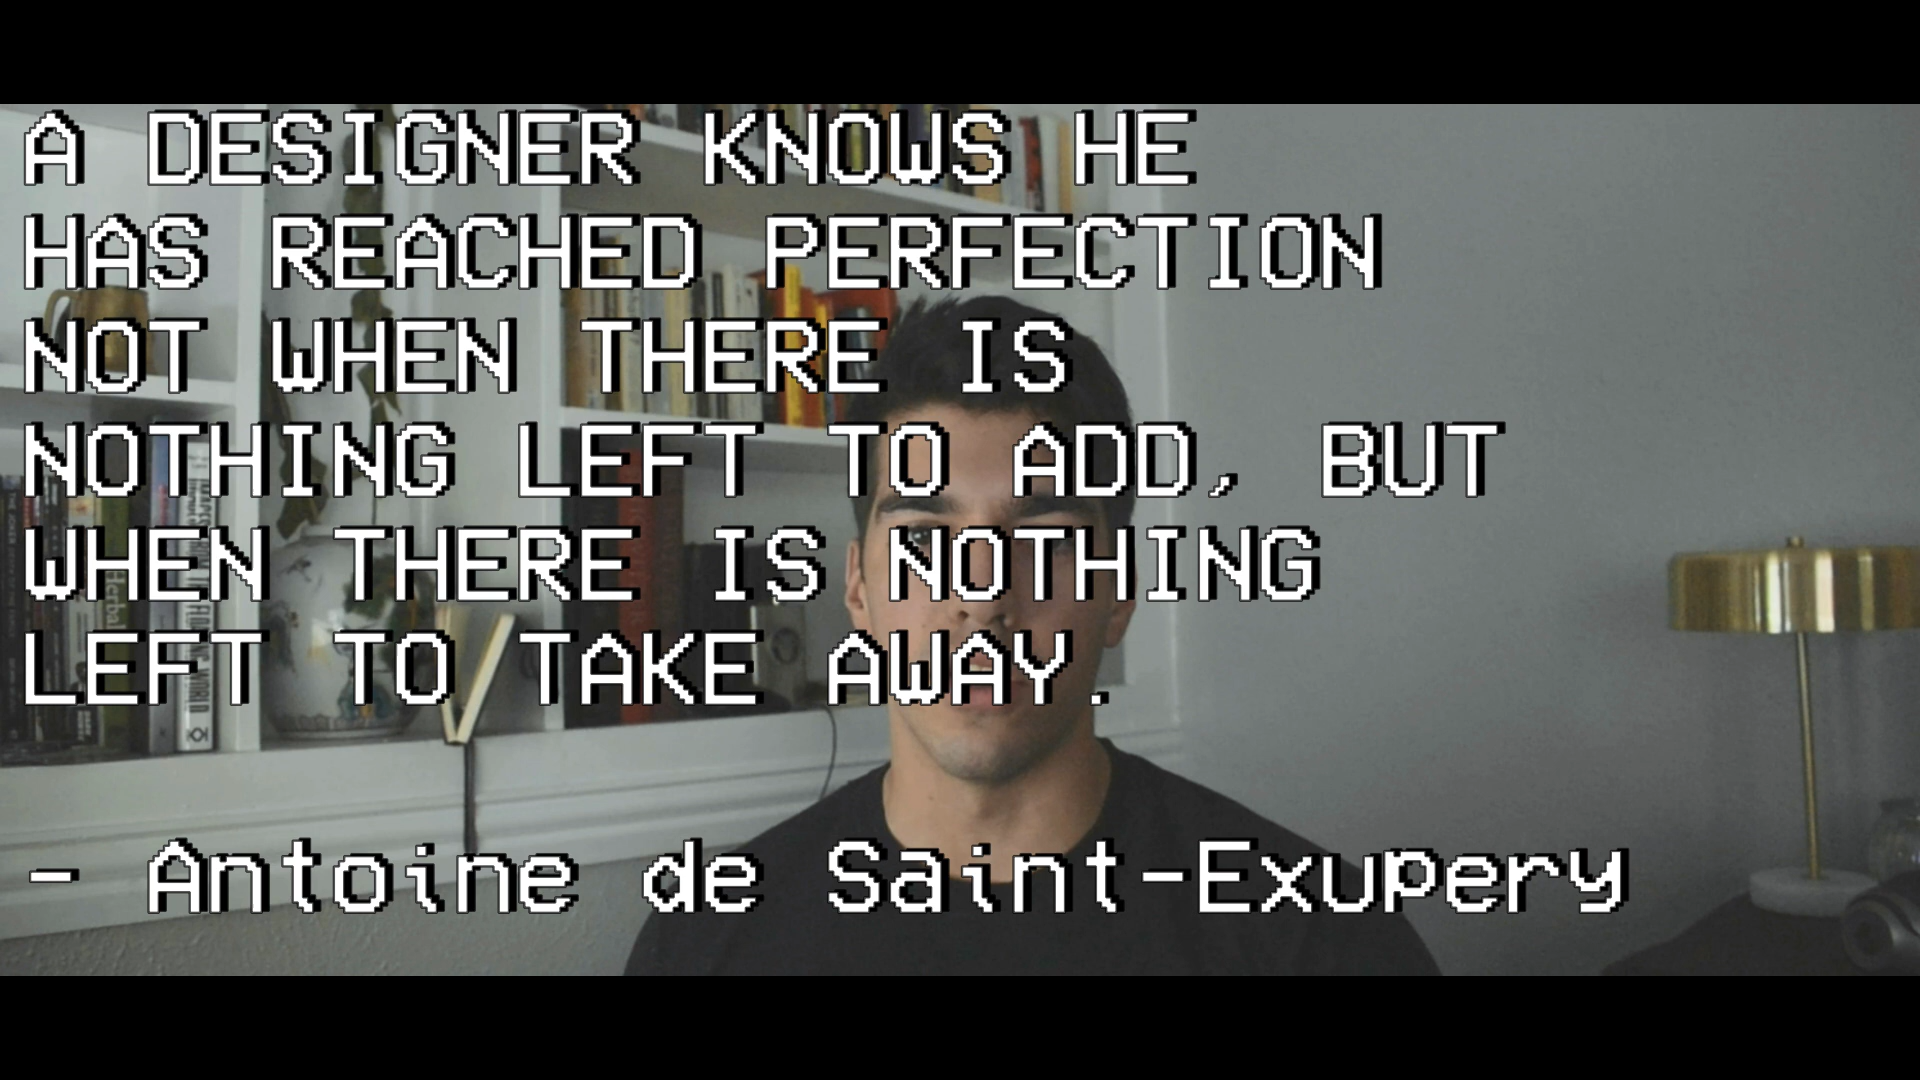 A DESIGNER KNOWS HE
HAS REACHED PERFECTION
NOT WHEN THERE IS
NOTHING LEFT TO ADD, BUT
WHEN THERE IS NOTHING
LEFT TO TAKE AWAY.
- Antoine de Saint-Exupery
Herbal